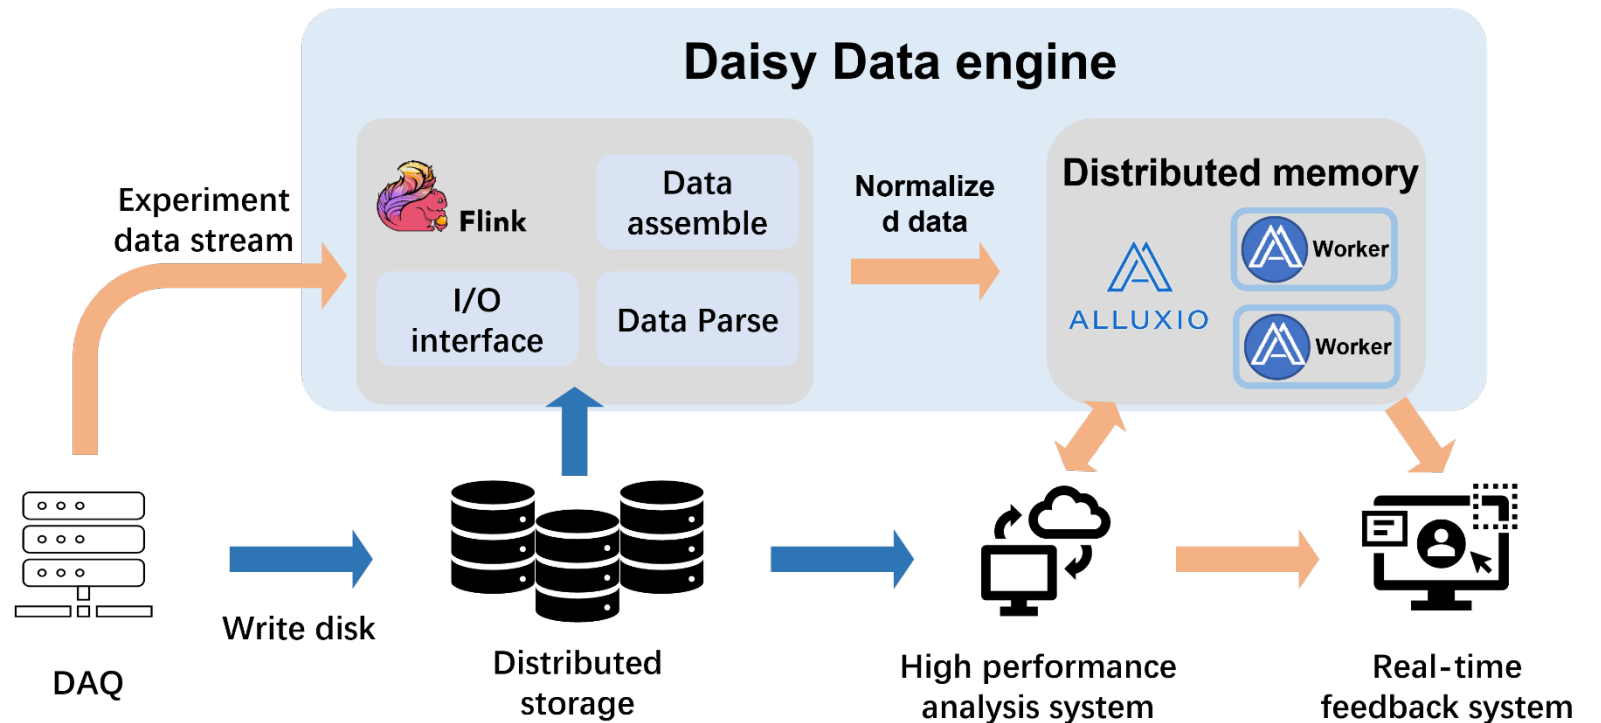 Daisy Data engine
Experiment
data stream
Flink
Data
assemble
I/O
interface
Data Parse
Normalize
d data
Distributed memory
ALLUXIO
Worker
Worker
DAQ
Write disk
Distributed
storage
High performance
analysis system
Real-time
feedback system